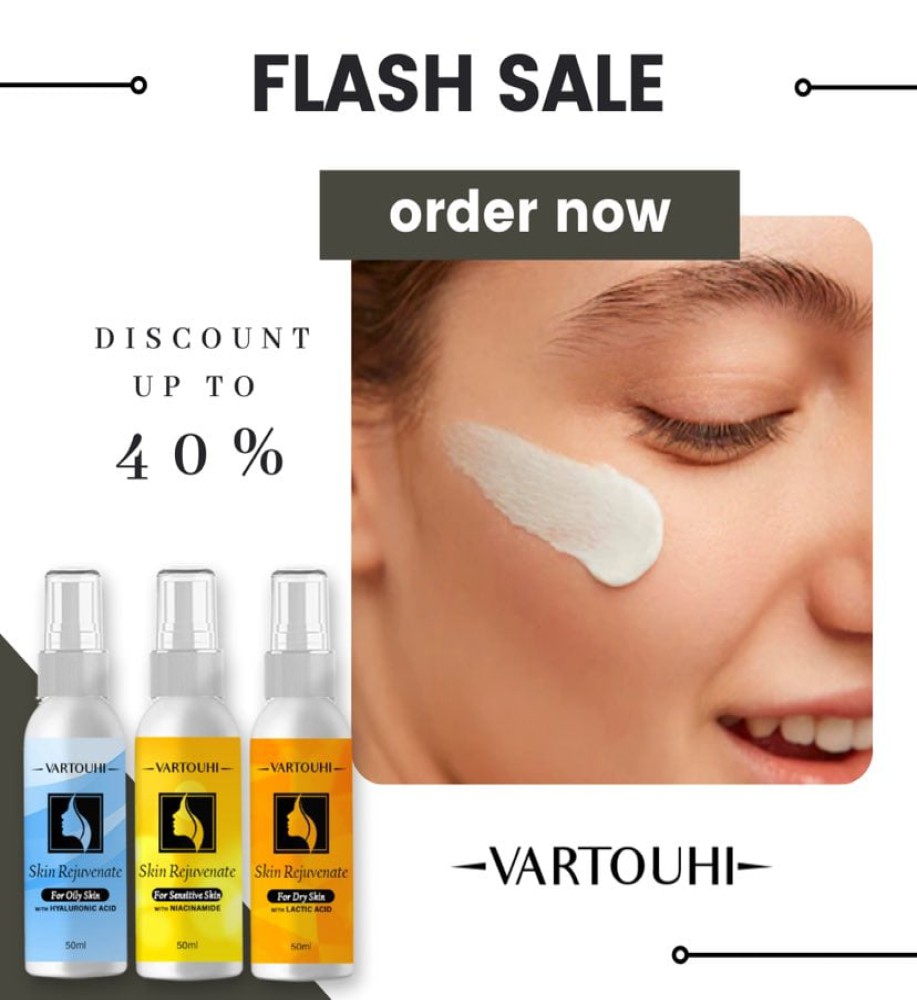 FLASH SALE
order now
DISCOUNT
UP TO
40%
VARTOUHI
Skin Rejuvenate
For Oily Skin
WITH HYALURONIC ACID
50ml
VARTOUHI
Skin Rejuvenate
For Sensitive Skin
WITH NIACINAMIDE
50ml
VARTOUHI
Skin Rejuvenate
For Dry Skin
WITH LACTIC ACID
50ml
VARTOUHI